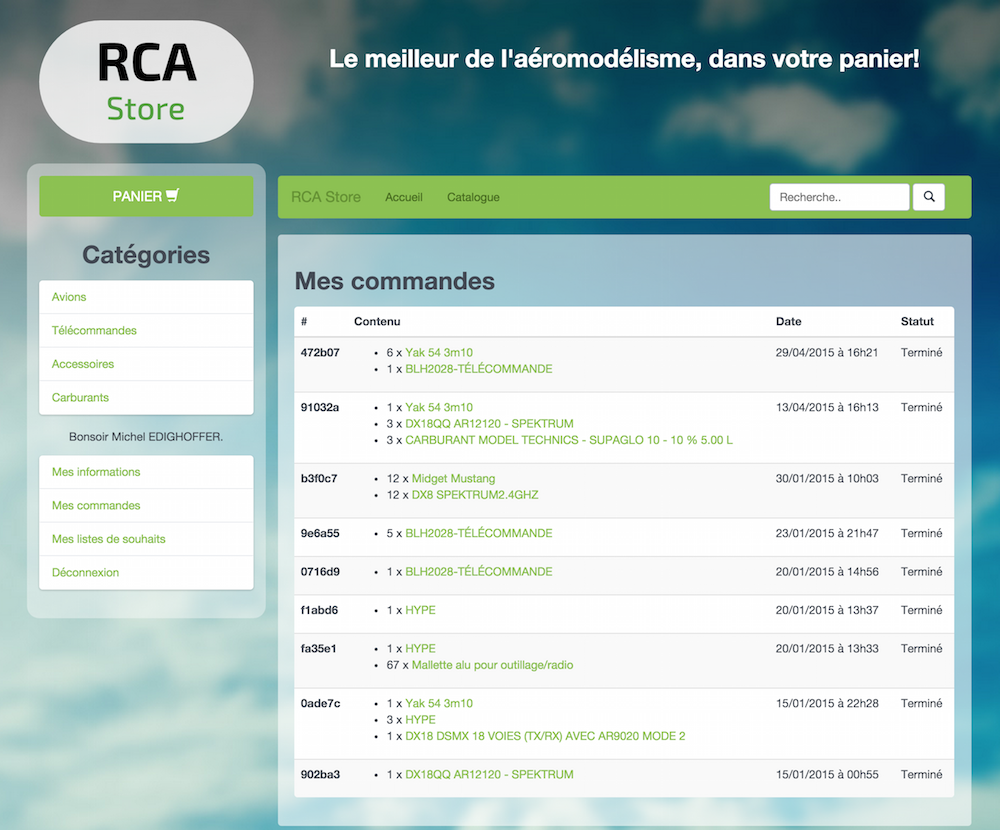 RCA
Store
Le meilleur de l'aéromodélisme, dans votre panier!
PANIER
Catégories
Avions
Télécommandes
Accessoires
Carburants
Bonsoir Michel EDIGHOFFER.
Mes informations
Mes commandes
Mes listes de souhaits
Déconnexion
RCA Store Accueil Catalogue Recherche..
Mes commandes
# Contenu Date Statut
472b07 • 6 x Yak 54 3m10 29/04/2015 à 16h21 Terminé
• 1 x BLH2028-TÉLÉCOMMANDE
91032a • 1 x Yak 54 3m10 13/04/2015 à 16h13 Terminé
• 3 x DX18QQ AR12120 - SPEKTRUM
• 3 x CARBURANT MODEL TECHNICS - SUPAGLO 10 - 10 % 5.00 L
b3f0c7 • 12 x Midget Mustang 30/01/2015 à 10h03 Terminé
• 12 x DX8 SPEKTRUM2.4GHZ
9e6a55 • 5 x BLH2028-TÉLÉCOMMANDE 23/01/2015 à 21h47 Terminé
0716d9 • 1 x BLH2028-TÉLÉCOMMANDE 20/01/2015 à 14h56 Terminé
f1abd6 • 1 x HYPE 20/01/2015 à 13h37 Terminé
fa35e1 • 1 x HYPE 20/01/2015 à 13h33 Terminé
• 67 x Mallette alu pour outillage/radio
0ade7c • 1 x Yak 54 3m10 15/01/2015 à 22h28 Terminé
• 3 x HYPE
• 1 x DX18 DSMX 18 VOIES (TX/RX) AVEC AR9020 MODE 2
902ba3 • 1 x DX18QQ AR12120 - SPEKTRUM 15/01/2015 à 00h55 Terminé